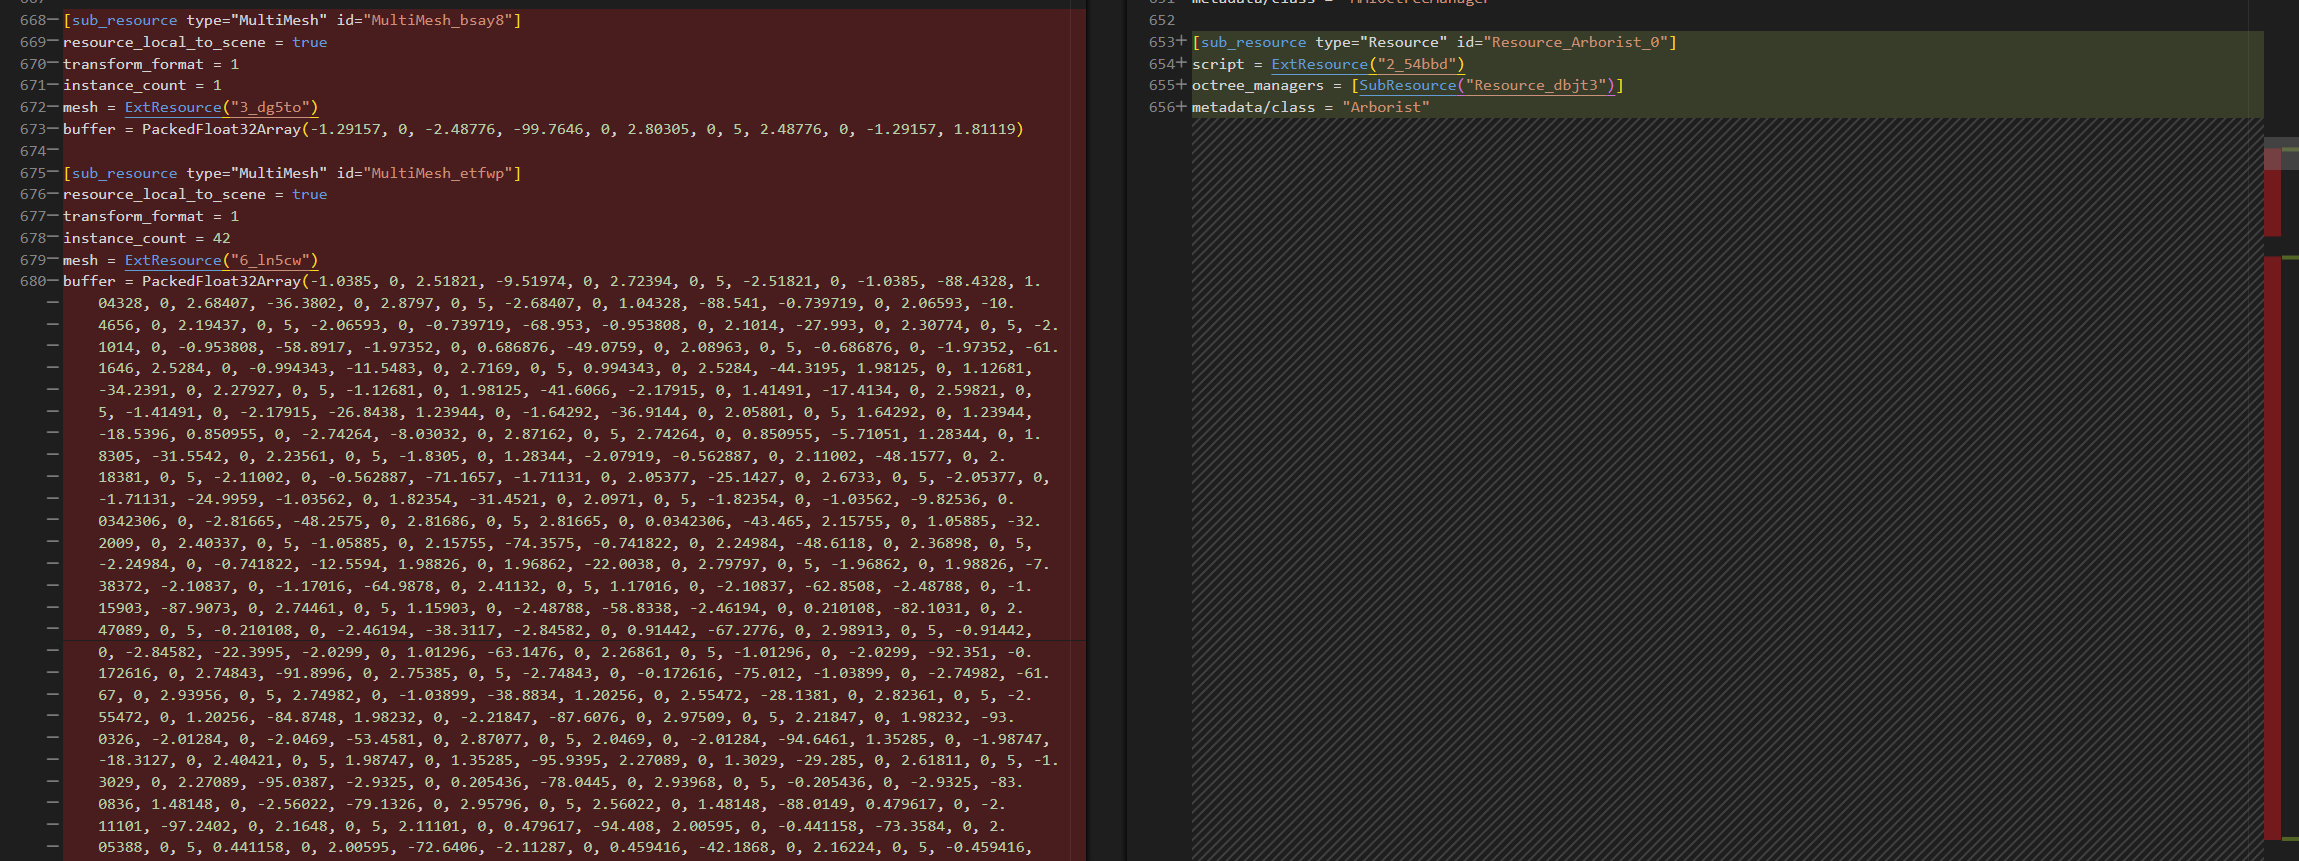 668− [sub_resource type="MultiMesh" id="MultiMesh_bsay8"]
669− resource_local_to_scene = true
670− transform_format = 1
671− instance_count = 1
672− mesh = ExtResource("3_dg5to")
673− buffer = PackedFloat32Array(-1.29157, 0, -2.48776, -99.7646, 0, 2.80305, 0, 5, 2.48776, 0, -1.29157, 1.81119)
674−
675− [sub_resource type="MultiMesh" id="MultiMesh_etfwp"]
676− resource_local_to_scene = true
677− transform_format = 1
678− instance_count = 42
679− mesh = ExtResource("6_ln5cw")
680− buffer = PackedFloat32Array(-1.0385, 0, 2.51821, -9.51974, 0, 2.72394, 0, 5, -2.51821, 0, -1.0385, -88.4328, 1.
− 04328, 0, 2.68407, -36.3802, 0, 2.8797, 0, 5, -2.68407, 0, 1.04328, -88.541, -0.739719, 0, 2.06593, -10.
− 4656, 0, 2.19437, 0, 5, -2.06593, 0, -0.739719, -68.953, -0.953808, 0, 2.1014, -27.993, 0, 2.30774, 0, 5, -2.
− 1014, 0, -0.953808, -58.8917, -1.97352, 0, 0.686876, -49.0759, 0, 2.08963, 0, 5, -0.686876, 0, -1.97352, -61.
− 1646, 2.5284, 0, -0.994343, -11.5483, 0, 2.7169, 0, 5, 0.994343, 0, 2.5284, -44.3195, 1.98125, 0, 1.12681,
− -34.2391, 0, 2.27927, 0, 5, -1.12681, 0, 1.98125, -41.6066, -2.17915, 0, 1.41491, -17.4134, 0, 2.59821, 0,
− 5, -1.41491, 0, -2.17915, -26.8438, 1.23944, 0, -1.64292, -36.9144, 0, 2.05801, 0, 5, 1.64292, 0, 1.23944,
− -18.5396, 0.850955, 0, -2.74264, -8.03032, 0, 2.87162, 0, 5, 2.74264, 0, 0.850955, -5.71051, 1.28344, 0, 1.
− 8305, -31.5542, 0, 2.23561, 0, 5, -1.8305, 0, 1.28344, -2.07919, -0.562887, 0, 2.11002, -48.1577, 0, 2.
− 18381, 0, 5, -2.11002, 0, -0.562887, -71.1657, -1.71131, 0, 2.05377, -25.1427, 0, 2.6733, 0, 5, -2.05377, 0,
− -1.71131, -24.9959, -1.03562, 0, 1.82354, -31.4521, 0, 2.0971, 0, 5, -1.82354, 0, -1.03562, -9.82536, 0.
− 0342306, 0, -2.81665, -48.2575, 0, 2.81686, 0, 5, 2.81665, 0, 0.0342306, -43.465, 2.15755, 0, 1.05885, -32.
− 2009, 0, 2.40337, 0, 5, -1.05885, 0, 2.15755, -74.3575, -0.741822, 0, 2.24984, -48.6118, 0, 2.36898, 0, 5,
− -2.24984, 0, -0.741822, -12.5594, 1.98826, 0, 1.96862, -22.0038, 0, 2.79797, 0, 5, -1.96862, 0, 1.98826, -7.
− 38372, -2.10837, 0, -1.17016, -64.9878, 0, 2.41132, 0, 5, 1.17016, 0, -2.10837, -62.8508, -2.48788, 0, -1.
− 15903, -87.9073, 0, 2.74461, 0, 5, 1.15903, 0, -2.48788, -58.8338, -2.46194, 0, 0.210108, -82.1031, 0, 2.
− 47089, 0, 5, -0.210108, 0, -2.46194, -38.3117, -2.84582, 0, 0.91442, -67.2776, 0, 2.98913, 0, 5, -0.91442,
− 0, -2.84582, -22.3995, -2.0299, 0, 1.01296, -63.1476, 0, 2.26861, 0, 5, -1.01296, 0, -2.0299, -92.351, -0.
− 172616, 0, 2.74843, -91.8996, 0, 2.75385, 0, 5, -2.74843, 0, -0.172616, -75.012, -1.03899, 0, -2.74982, -61.
− 67, 0, 2.93956, 0, 5, 2.74982, 0, -1.03899, -38.8834, 1.20256, 0, 2.55472, -28.1381, 0, 2.82361, 0, 5, -2.
− 55472, 0, 1.20256, -84.8748, 1.98232, 0, -2.21847, -87.6076, 0, 2.97509, 0, 5, 2.21847, 0, 1.98232, -93.
− 0326, -2.01284, 0, -2.0469, -53.4581, 0, 2.87077, 0, 5, 2.0469, 0, -2.01284, -94.6461, 1.35285, 0, -1.98747,
− -18.3127, 0, 2.40421, 0, 5, 1.98747, 0, 1.35285, -95.9395, 2.27089, 0, 1.3029, -29.285, 0, 2.61811, 0, 5, -1.
− 3029, 0, 2.27089, -95.0387, -2.9325, 0, 0.205436, -78.0445, 0, 2.93968, 0, 5, -0.205436, 0, -2.9325, -83.
− 0836, 1.48148, 0, -2.56022, -79.1326, 0, 2.95796, 0, 5, 2.56022, 0, 1.48148, -88.0149, 0.479617, 0, -2.
− 11101, -97.2402, 0, 2.1648, 0, 5, 2.11101, 0, 0.479617, -94.408, 2.00595, 0, -0.441158, -73.3584, 0, 2.
− 05388, 0, 5, 0.441158, 0, 2.00595, -72.6406, -2.11287, 0, 0.459416, -42.1868, 0, 2.16224, 0, 5, -0.459416,
652
653+ [sub_resource type="Resource" id="Resource_Arborist_0"]
654+ script = ExtResource("2_54bbd")
655+ octree_managers = [SubResource("Resource_dbjt3")]
656+ metadata/class = "Arborist"